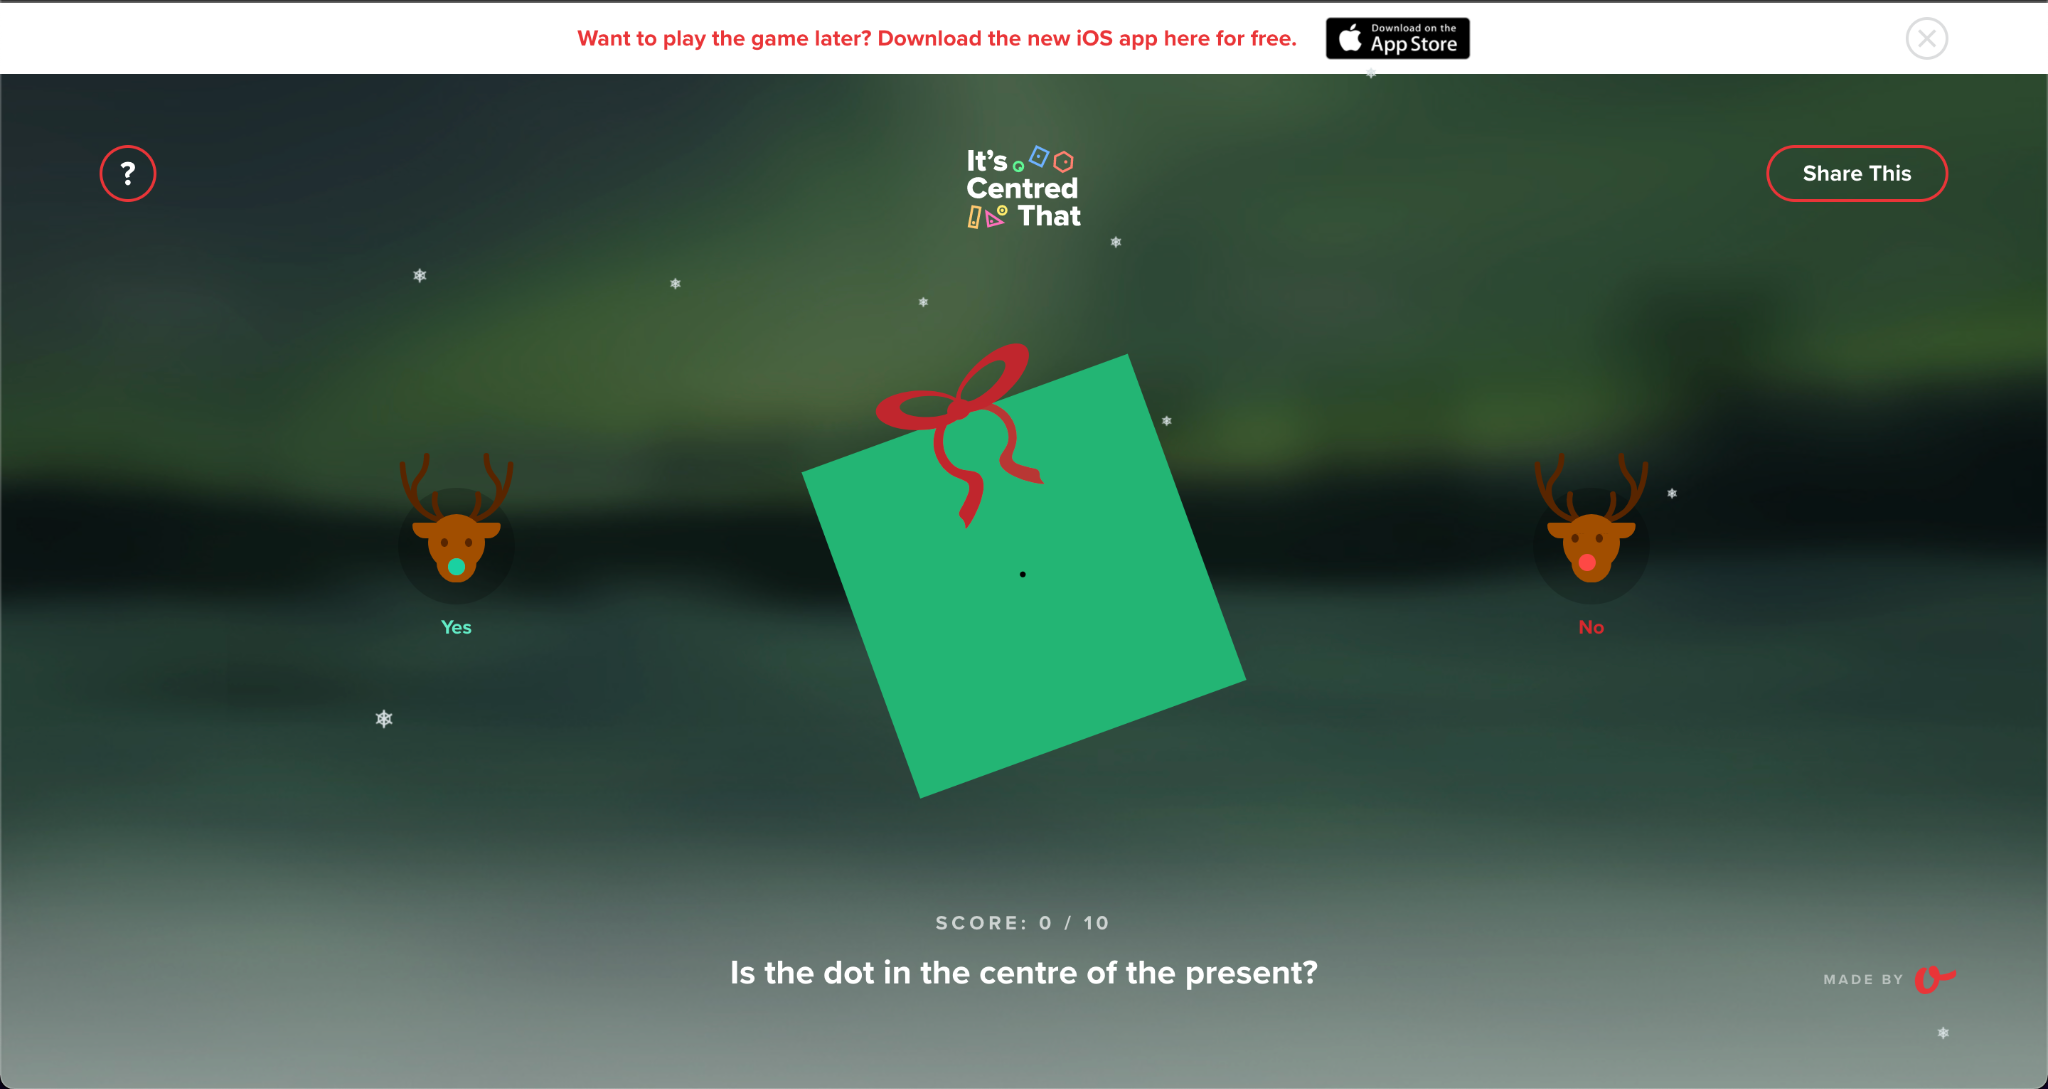 Want to play the game later? Download the new iOS app here for free.
Download on the
App Store
?
It's
Centred
That
Share This
Yes
No
SCORE: 0 / 10
Is the dot in the centre of the present?
MADE BY